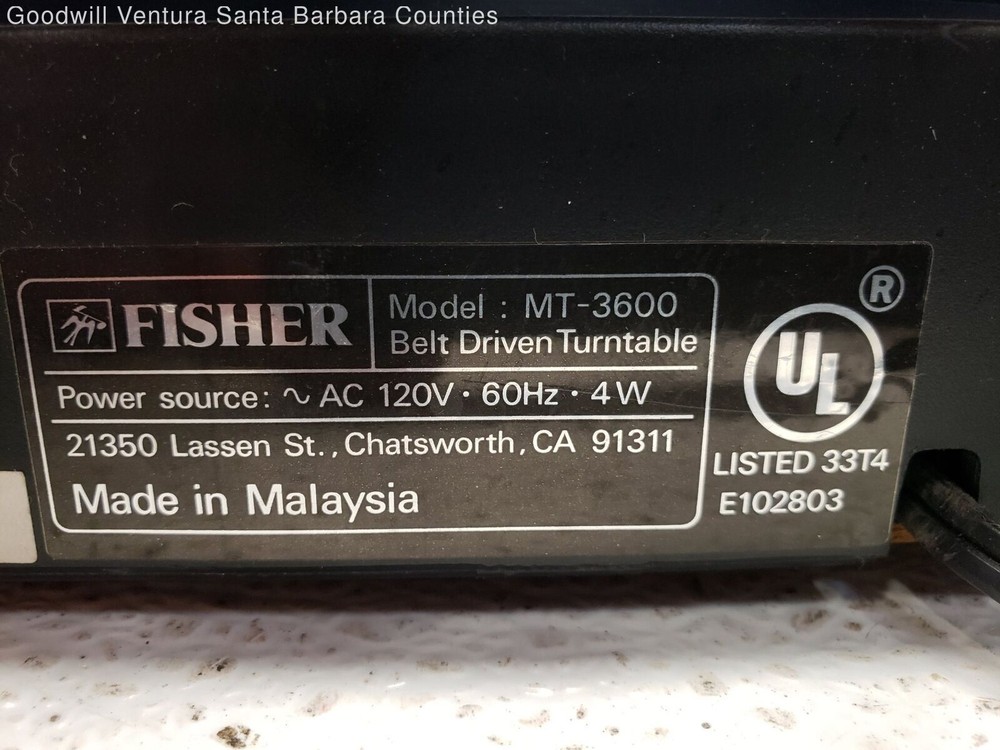 Goodwill Ventura Santa Barbara Counties
FISHER
Model : MT-3600
Belt Driven Turntable
Power source: ∿ AC 120V · 60Hz · 4W
21350 Lassen St., Chatsworth, CA 91311
Made in Malaysia
®
UL
LISTED 33T4
E102803